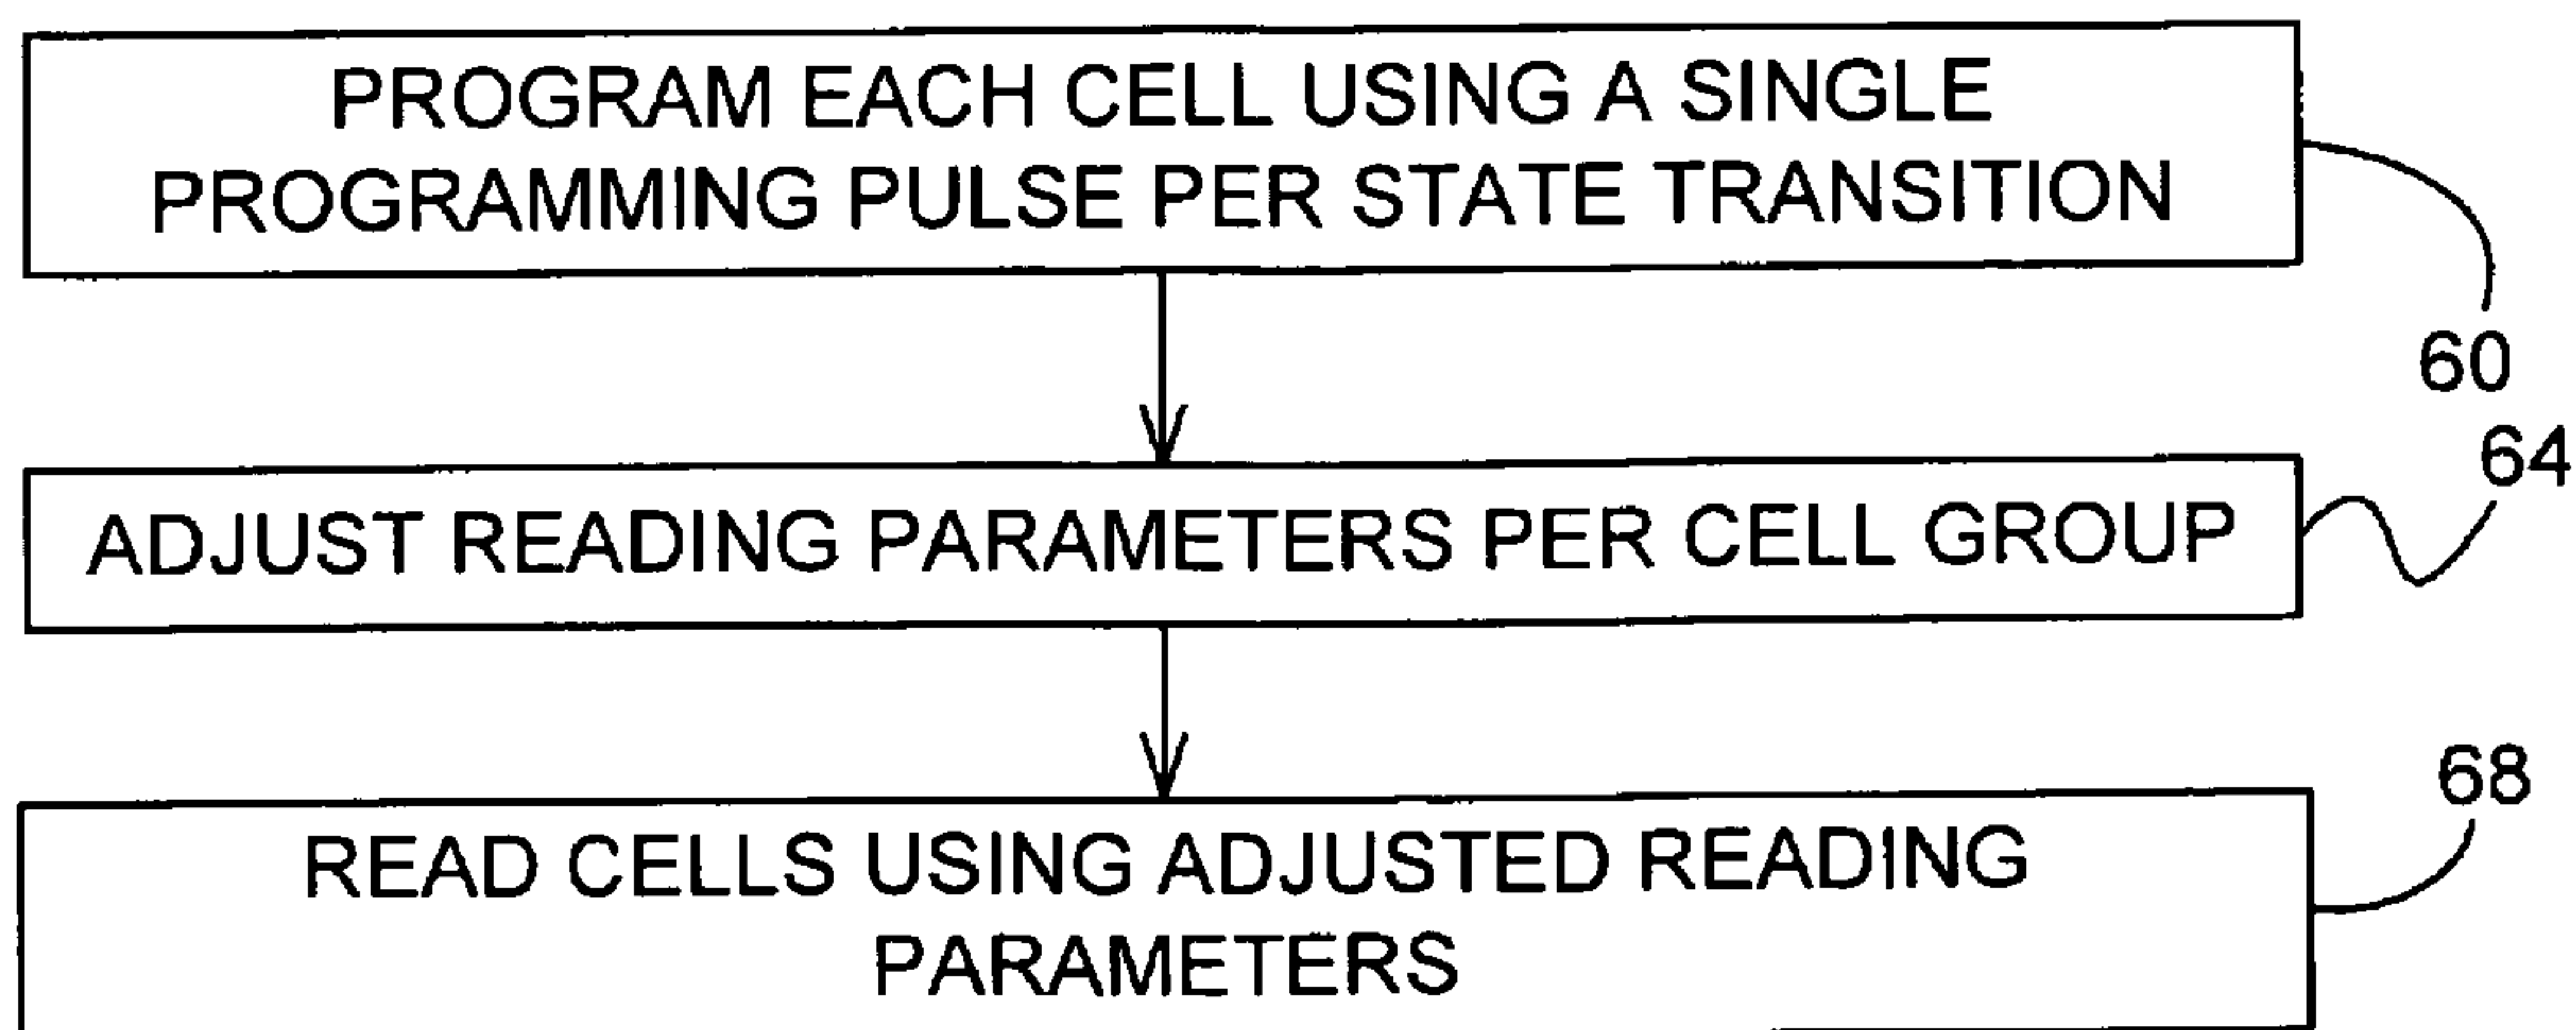 PROGRAM EACH CELL USING A SINGLE
PROGRAMMING PULSE PER STATE TRANSITION
60
64
ADJUST READING PARAMETERS PER CELL GROUP
68
READ CELLS USING ADJUSTED READING
PARAMETERS